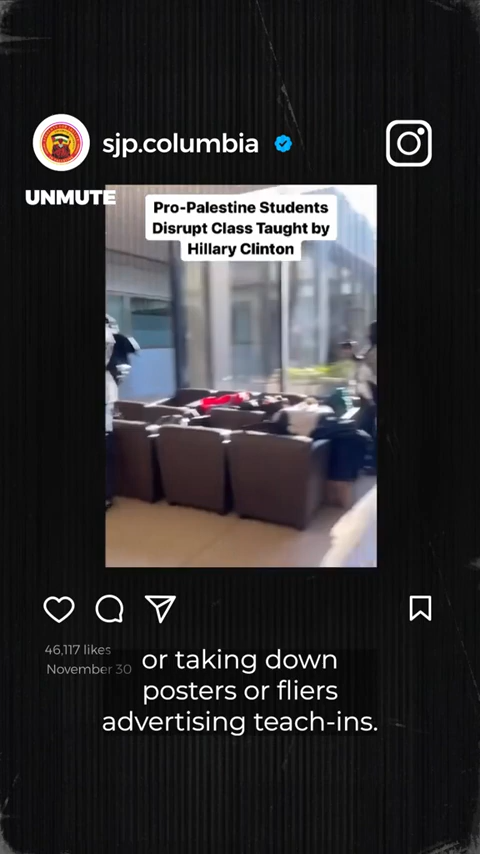 sjp.columbia
UNMUTE
Pro-Palestine Students
Disrupt Class Taught by
Hillary Clinton
46,117 likes
November 30
or taking down
posters or fliers
advertising teach-ins.